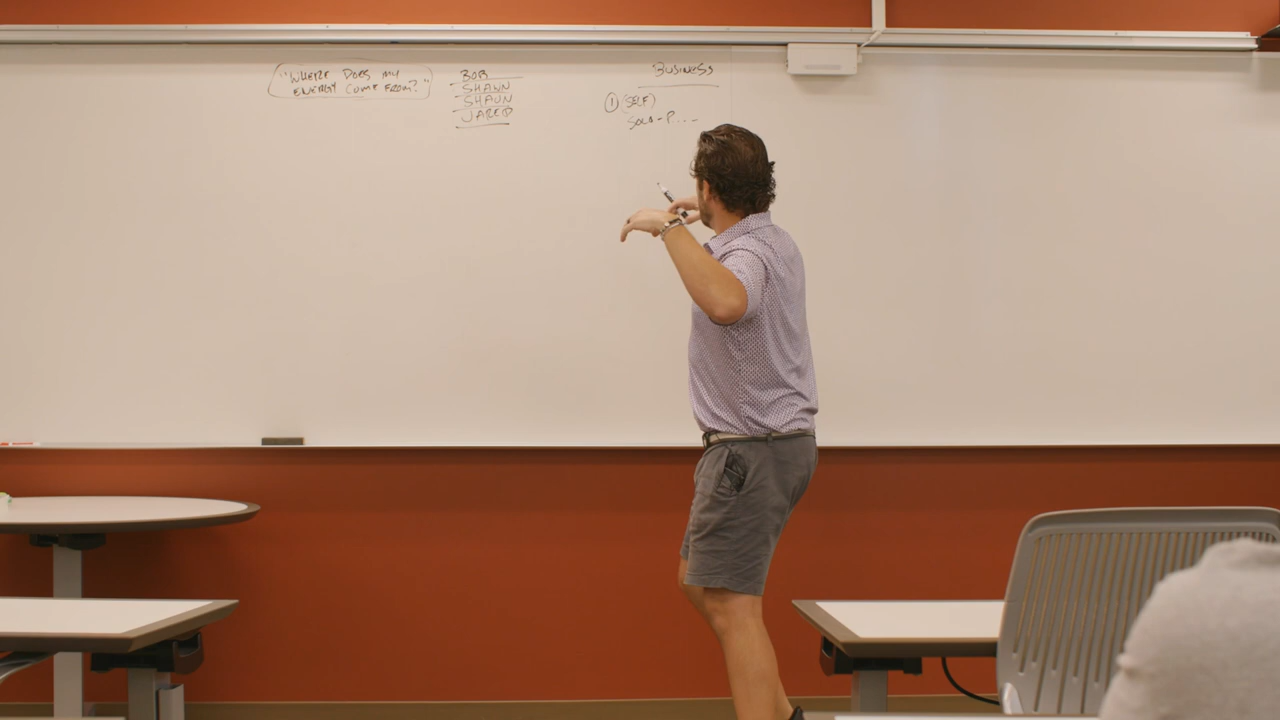 "WHERE DOES MY
ENERGY COME FROM?"
BOB
SHAWN
SHAUN
JARED
BUSINESS
① (SELF)
SOLO-P....